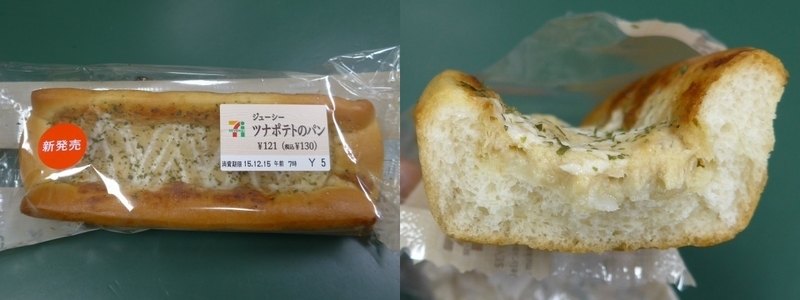 新発売
ジューシー
ツナポテトのパン
¥121 (税込¥130)
消費期限 15.12.15 午前 7時 Y 5